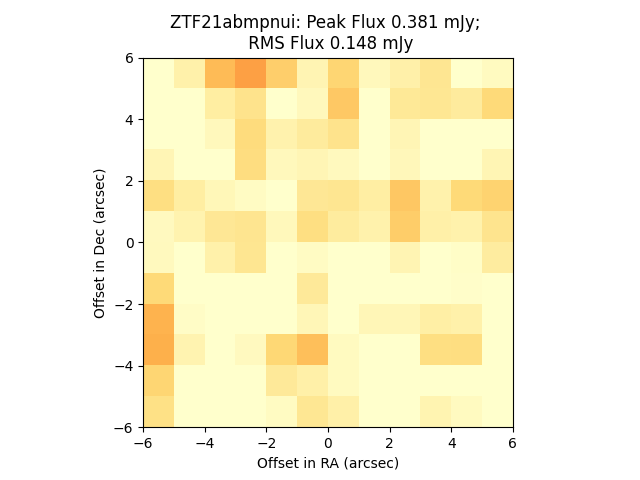 ZTF21abmpnui: Peak Flux 0.381 mJy;
RMS Flux 0.148 mJy
6
4
2
0
−2
−4
−6
Offset in Dec (arcsec)
−6 −4 −2 0 2 4 6
Offset in RA (arcsec)